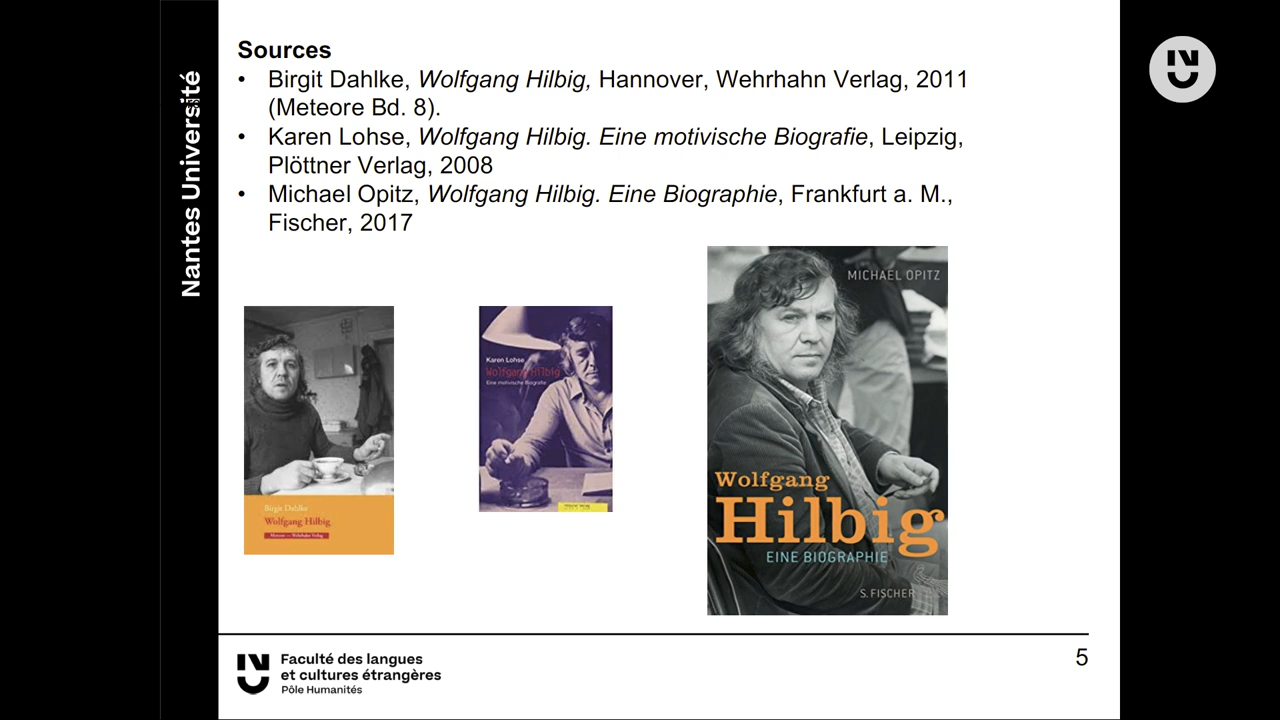 Nantes Université
Sources
• Birgit Dahlke, Wolfgang Hilbig, Hannover, Wehrhahn Verlag, 2011
(Meteore Bd. 8).
• Karen Lohse, Wolfgang Hilbig. Eine motivische Biografie, Leipzig,
Plöttner Verlag, 2008
• Michael Opitz, Wolfgang Hilbig. Eine Biographie, Frankfurt a. M.,
Fischer, 2017
Birgit Dahlke
Wolfgang Hilbig
Meteore — Wehrhahn Verlag
Karen Lohse
Wolfgang Hilbig
Eine motivische Biografie
MICHAEL OPITZ
Wolfgang
Hilbig
EINE BIOGRAPHIE
S. FISCHER
Faculté des langues
et cultures étrangères
Pôle Humanités
5